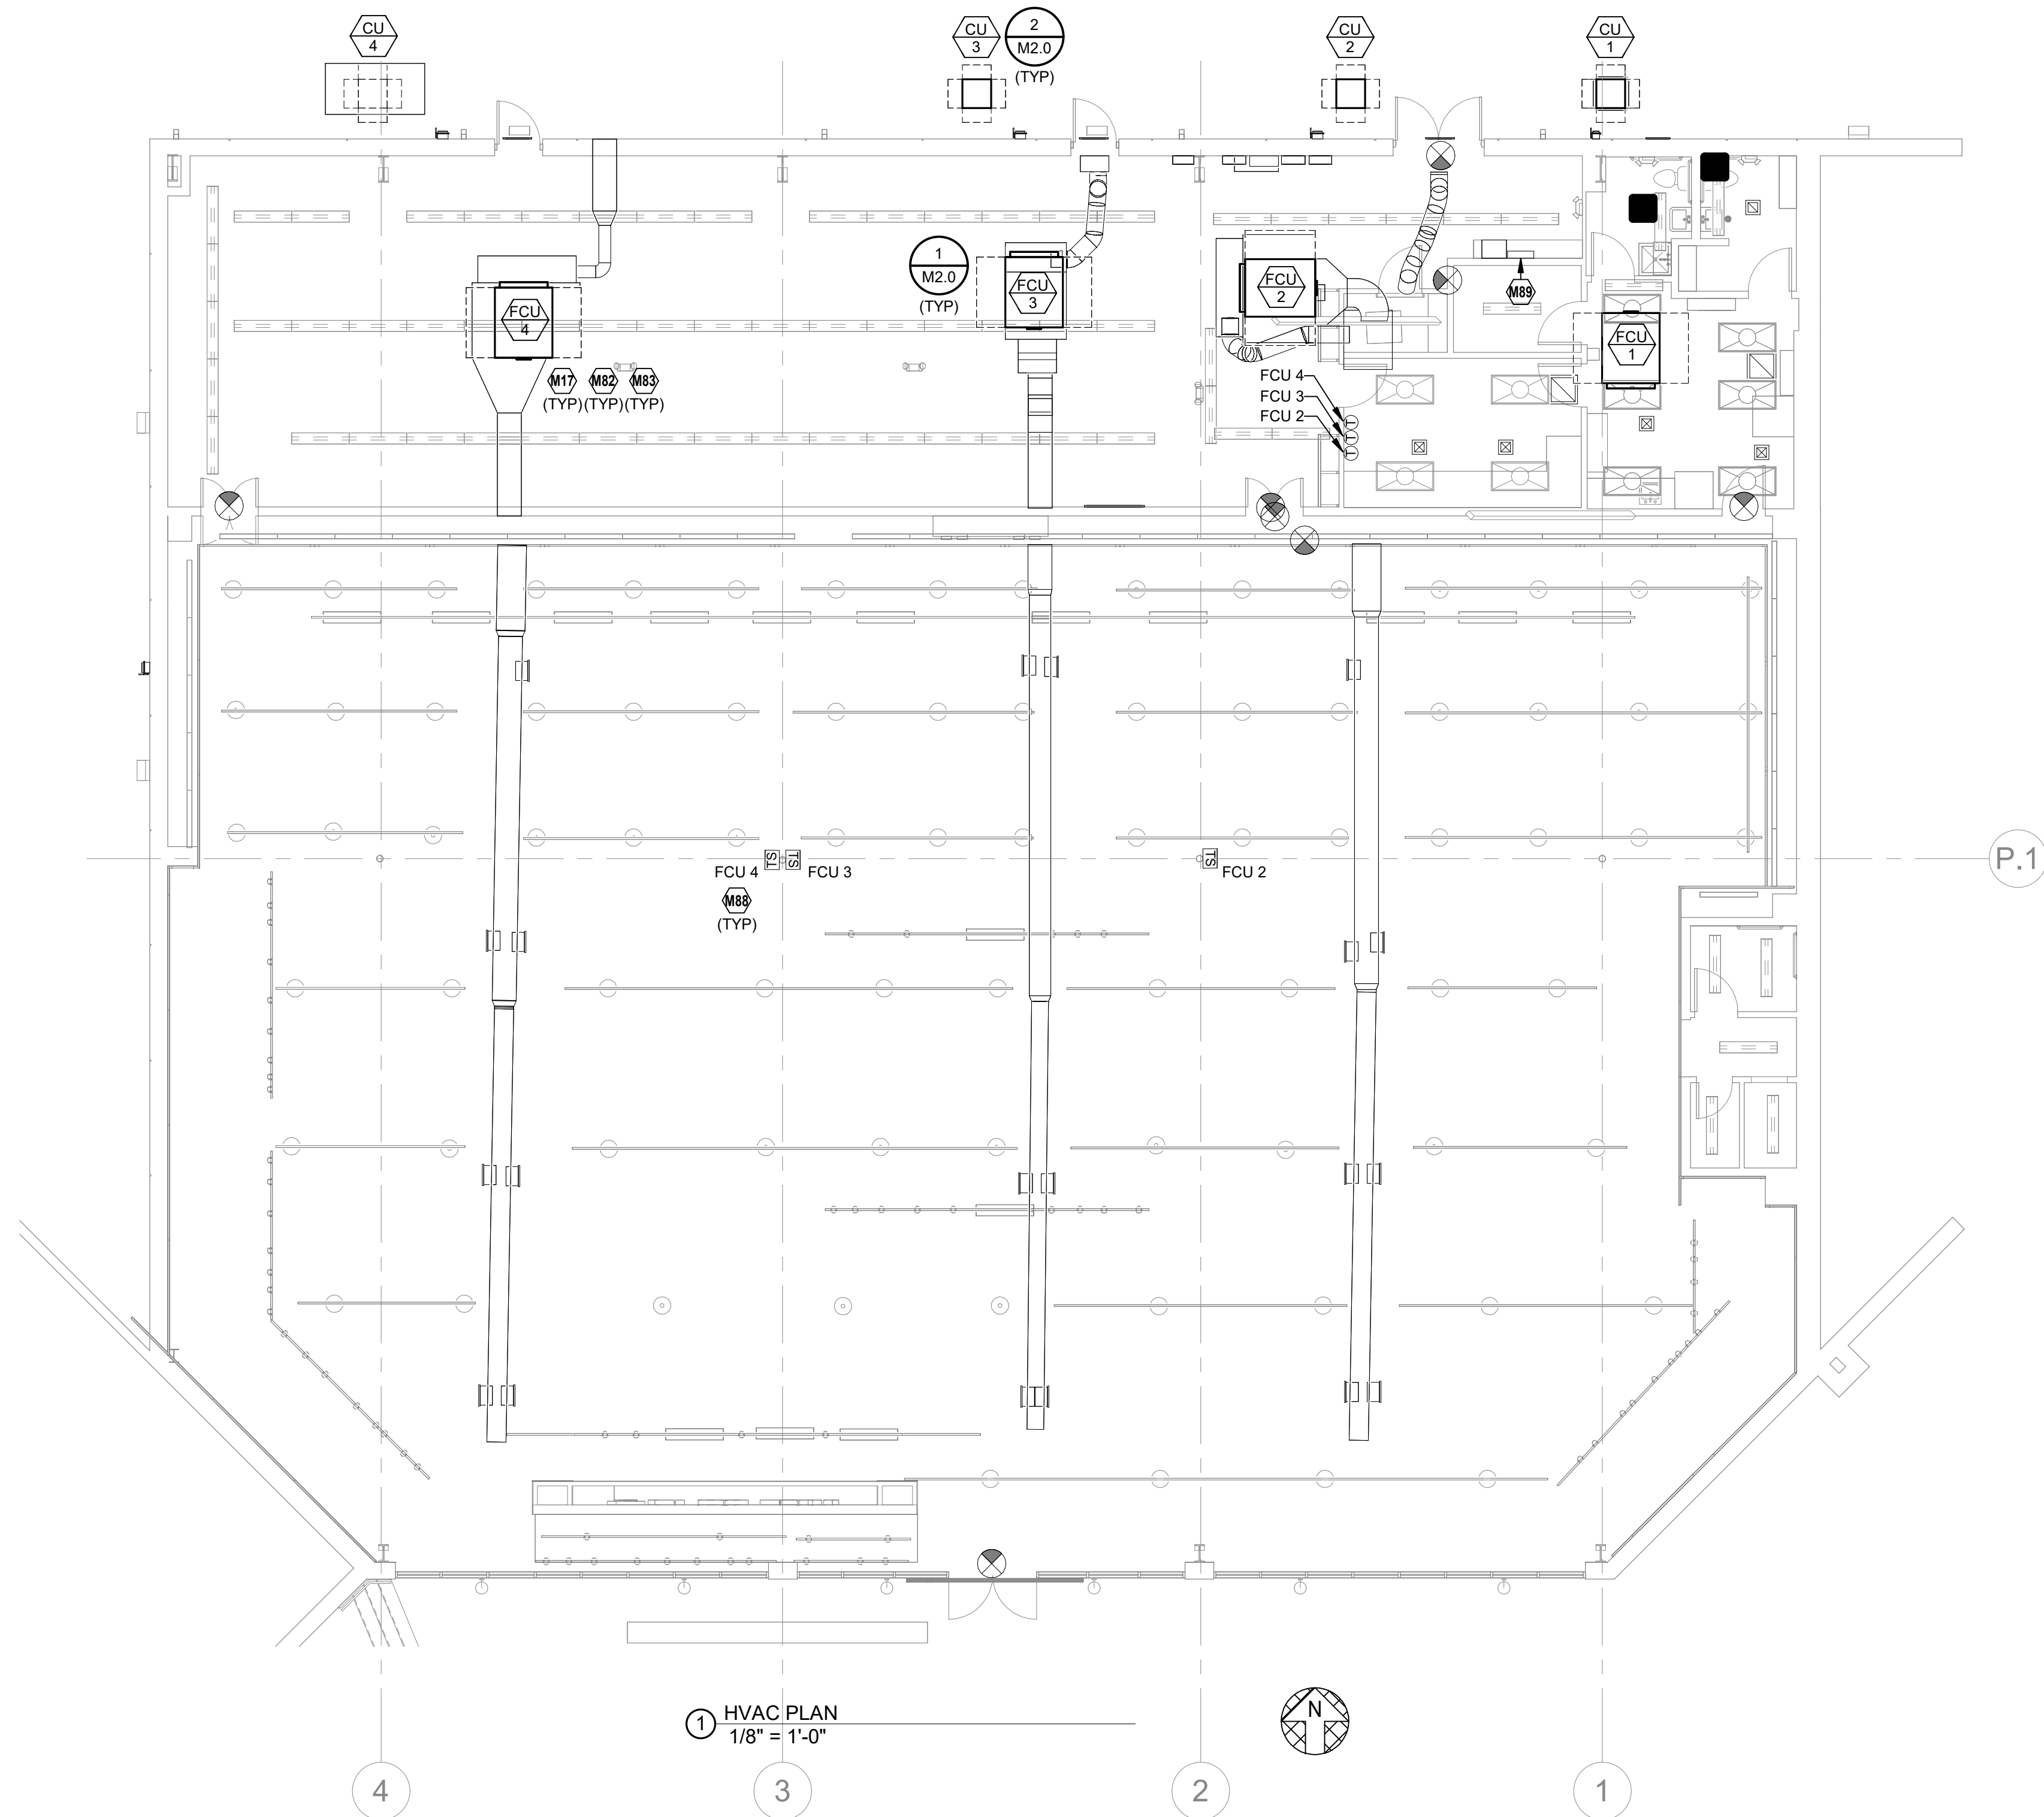 CU
4
CU
3
2
M2.0
(TYP)
CU
2
CU
1
1
M2.0
(TYP)
FCU
4
FCU
3
FCU
2
FCU
1
M89
M17
(TYP)
M82
(TYP)
M83
(TYP)
FCU 4
FCU 3
FCU 2
T
T
T
TS
TS
TS
FCU 4
FCU 3
FCU 2
M88
(TYP)
P.1
1
HVAC PLAN
1/8" = 1'-0"
N
4
3
2
1